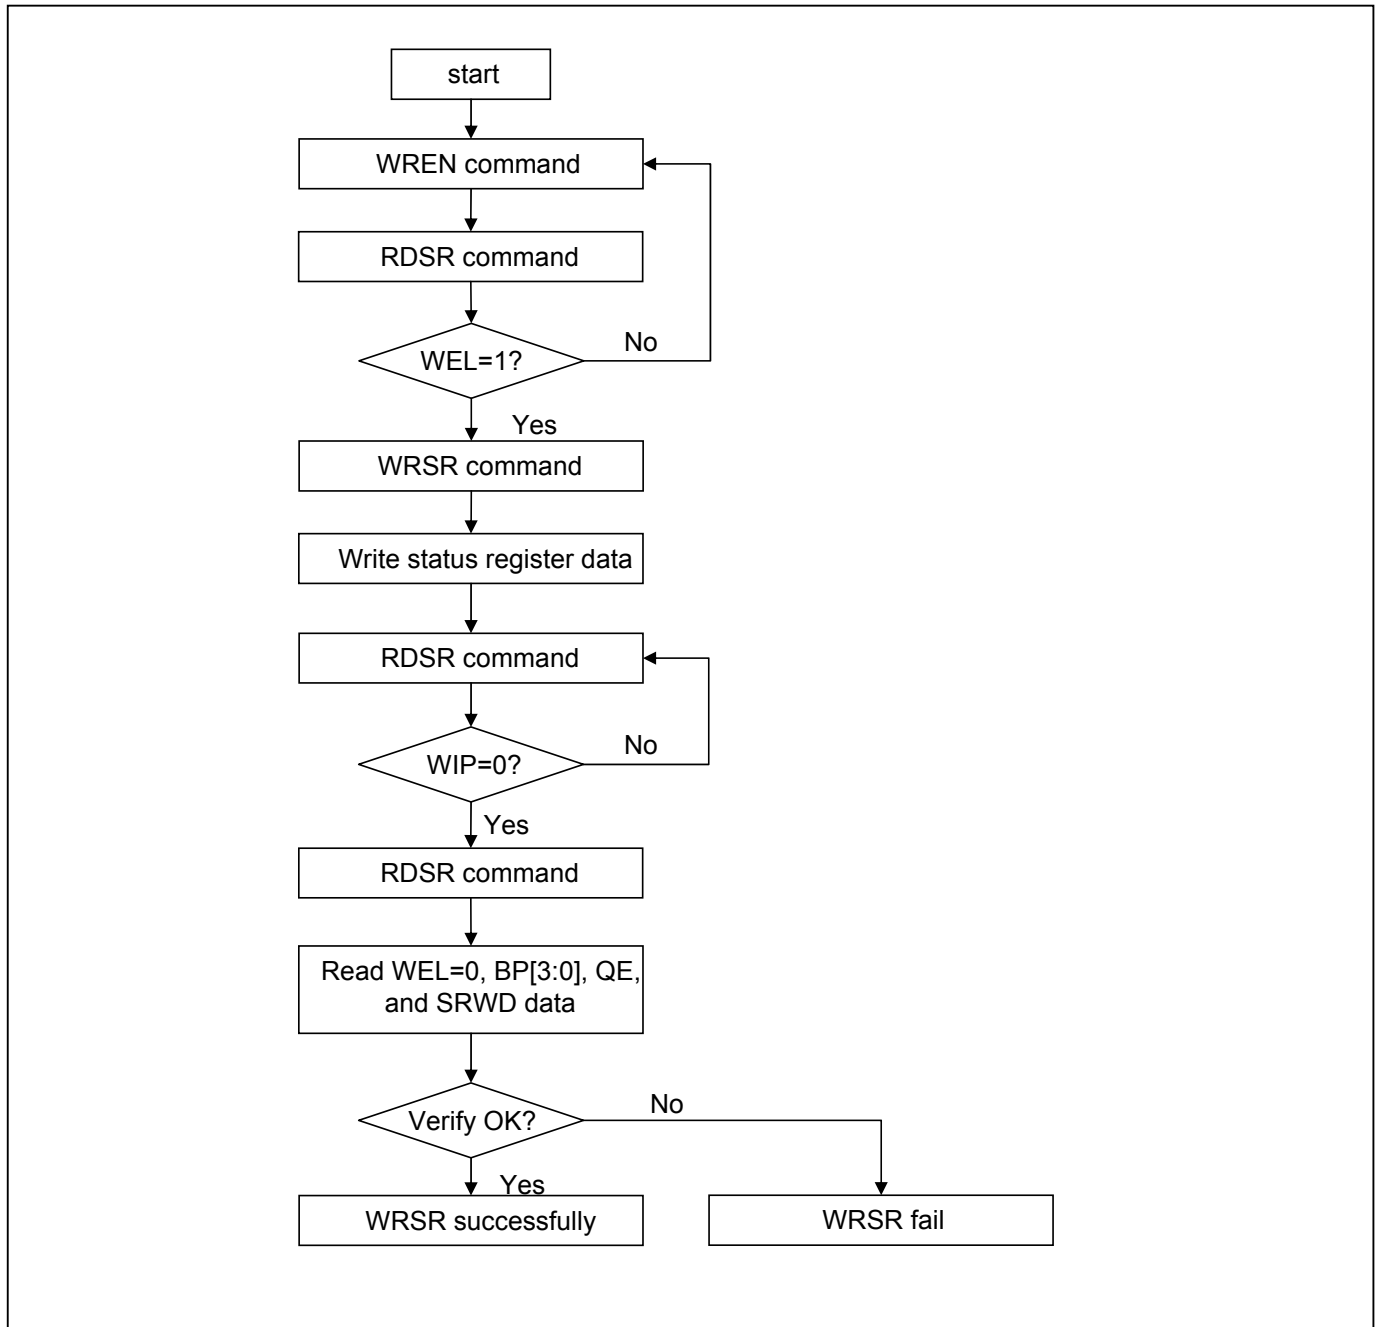 start
WREN command
RDSR command
WEL=1?
No
Yes
WRSR command
Write status register data
RDSR command
WIP=0?
No
Yes
RDSR command
Read WEL=0, BP[3:0], QE,
and SRWD data
Verify OK?
No
Yes
WRSR successfully
WRSR fail